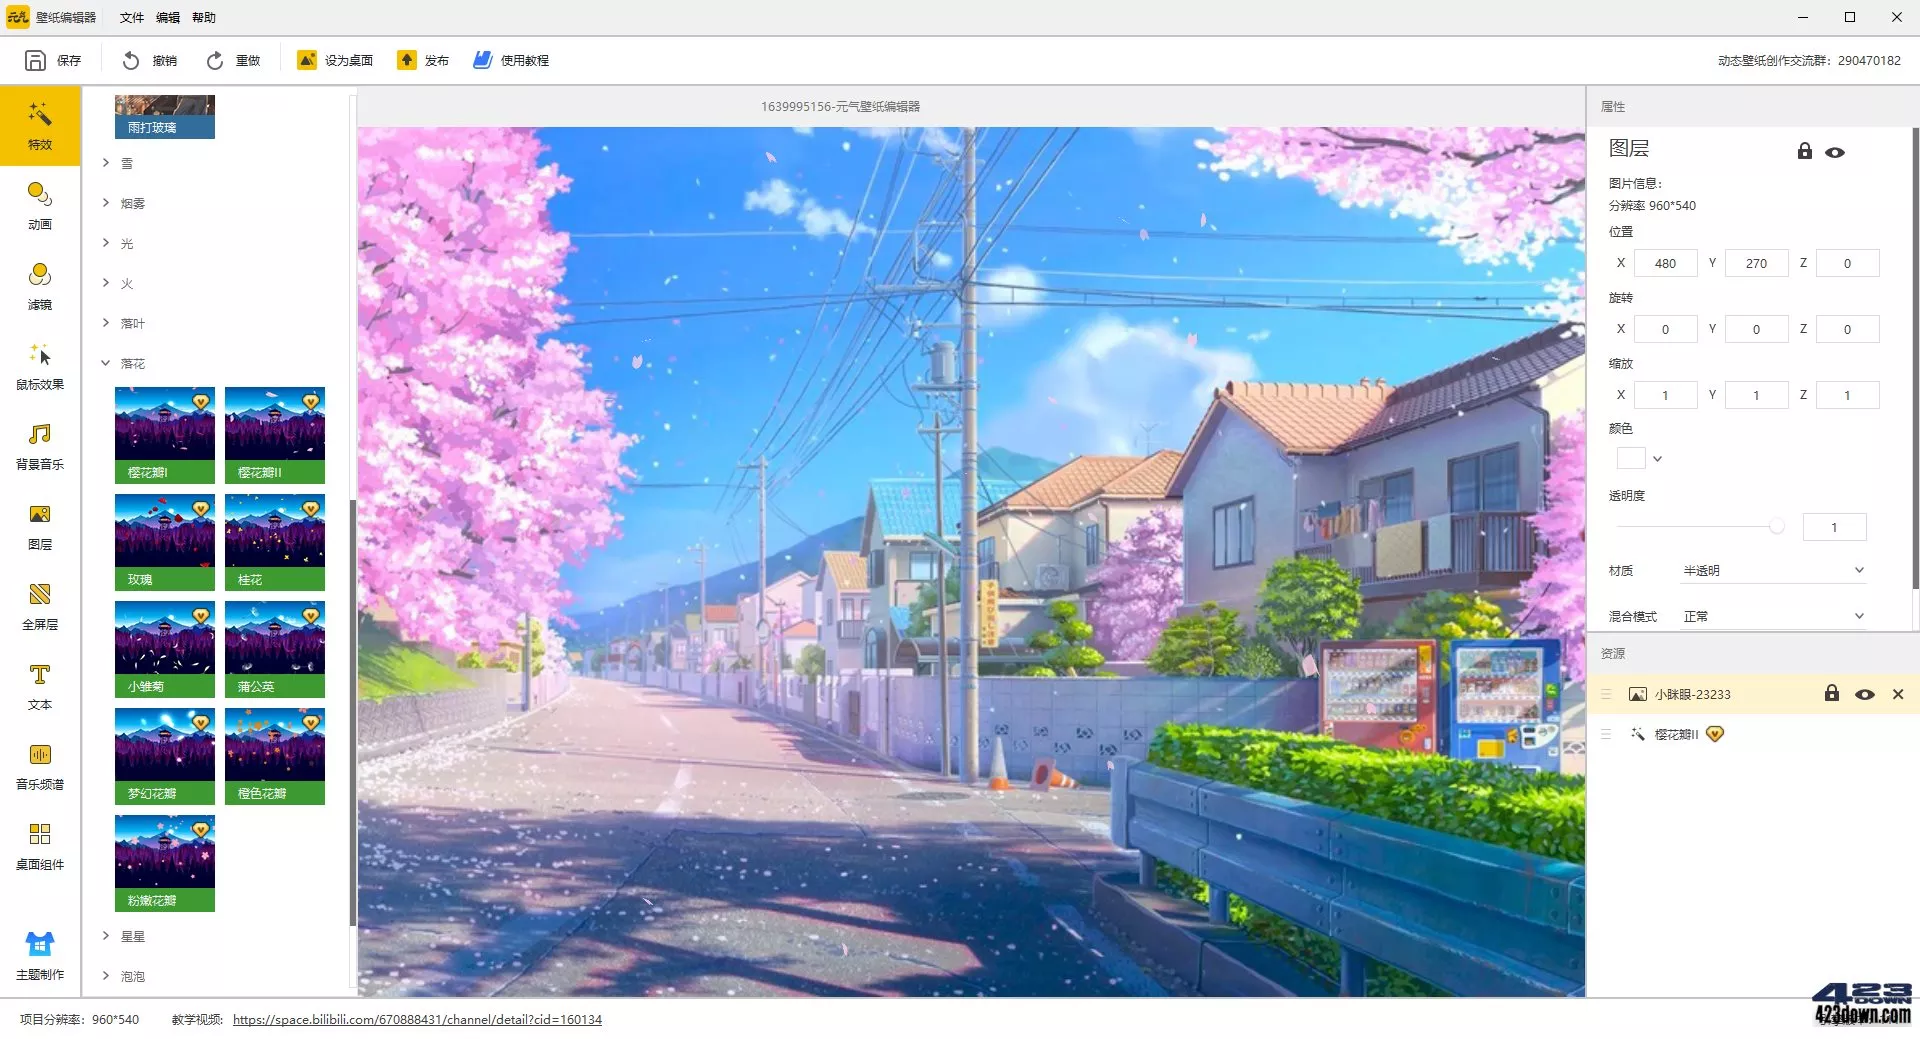 元气 壁纸编辑器 文件 编辑 帮助
保存 撤销 重做 设为桌面 发布 使用教程 动态壁纸创作交流群：290470182
特效
动画
滤镜
鼠标效果
背景音乐
图层
全屏层
文本
音乐频谱
桌面组件
主题制作
雨打玻璃
雪
烟雾
光
火
落叶
落花
樱花瓣I 樱花瓣II
玫瑰 桂花
小雏菊 蒲公英
梦幻花瓣 橙色花瓣
粉嫩花瓣
星星
泡泡
1639995156-元气壁纸编辑器
属性
图层
图片信息：
分辨率 960*540
位置
X 480 Y 270 Z 0
旋转
X 0 Y 0 Z 0
缩放
X 1 Y 1 Z 1
颜色
透明度
1
材质 半透明
混合模式 正常
资源
小眯眼-23233
樱花瓣II
项目分辨率：960*540 教学视频：https://space.bilibili.com/670888431/channel/detail?cid=160134
423DOWN
423down.com